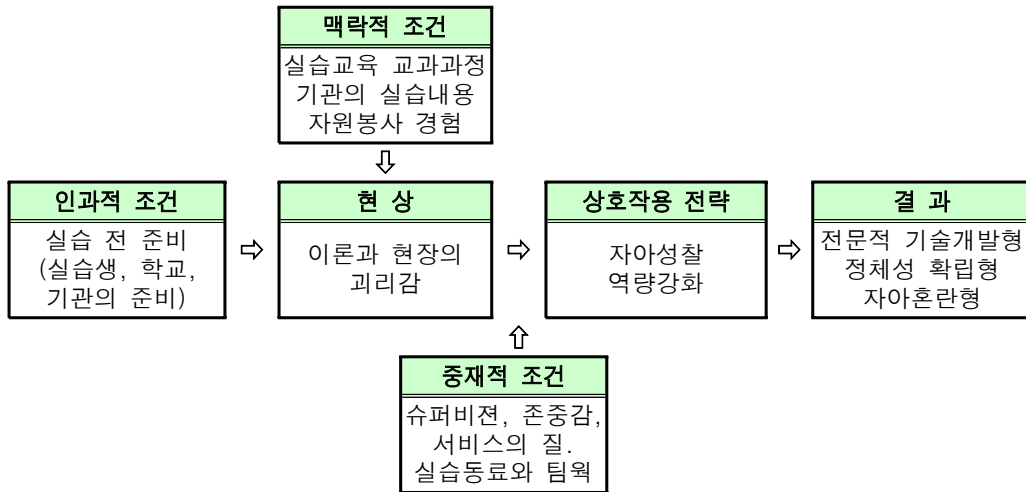 맥락적 조건
실습교육 교과과정
기관의 실습내용
자원봉사 경험
인과적 조건
실습 전 준비
(실습생, 학교,
기관의 준비)
현 상
이론과 현장의
괴리감
상호작용 전략
자아성찰
역량강화
결 과
전문적 기술개발형
정체성 확립형
자아혼란형
중재적 조건
슈퍼비젼, 존중감,
서비스의 질.
실습동료와 팀웍